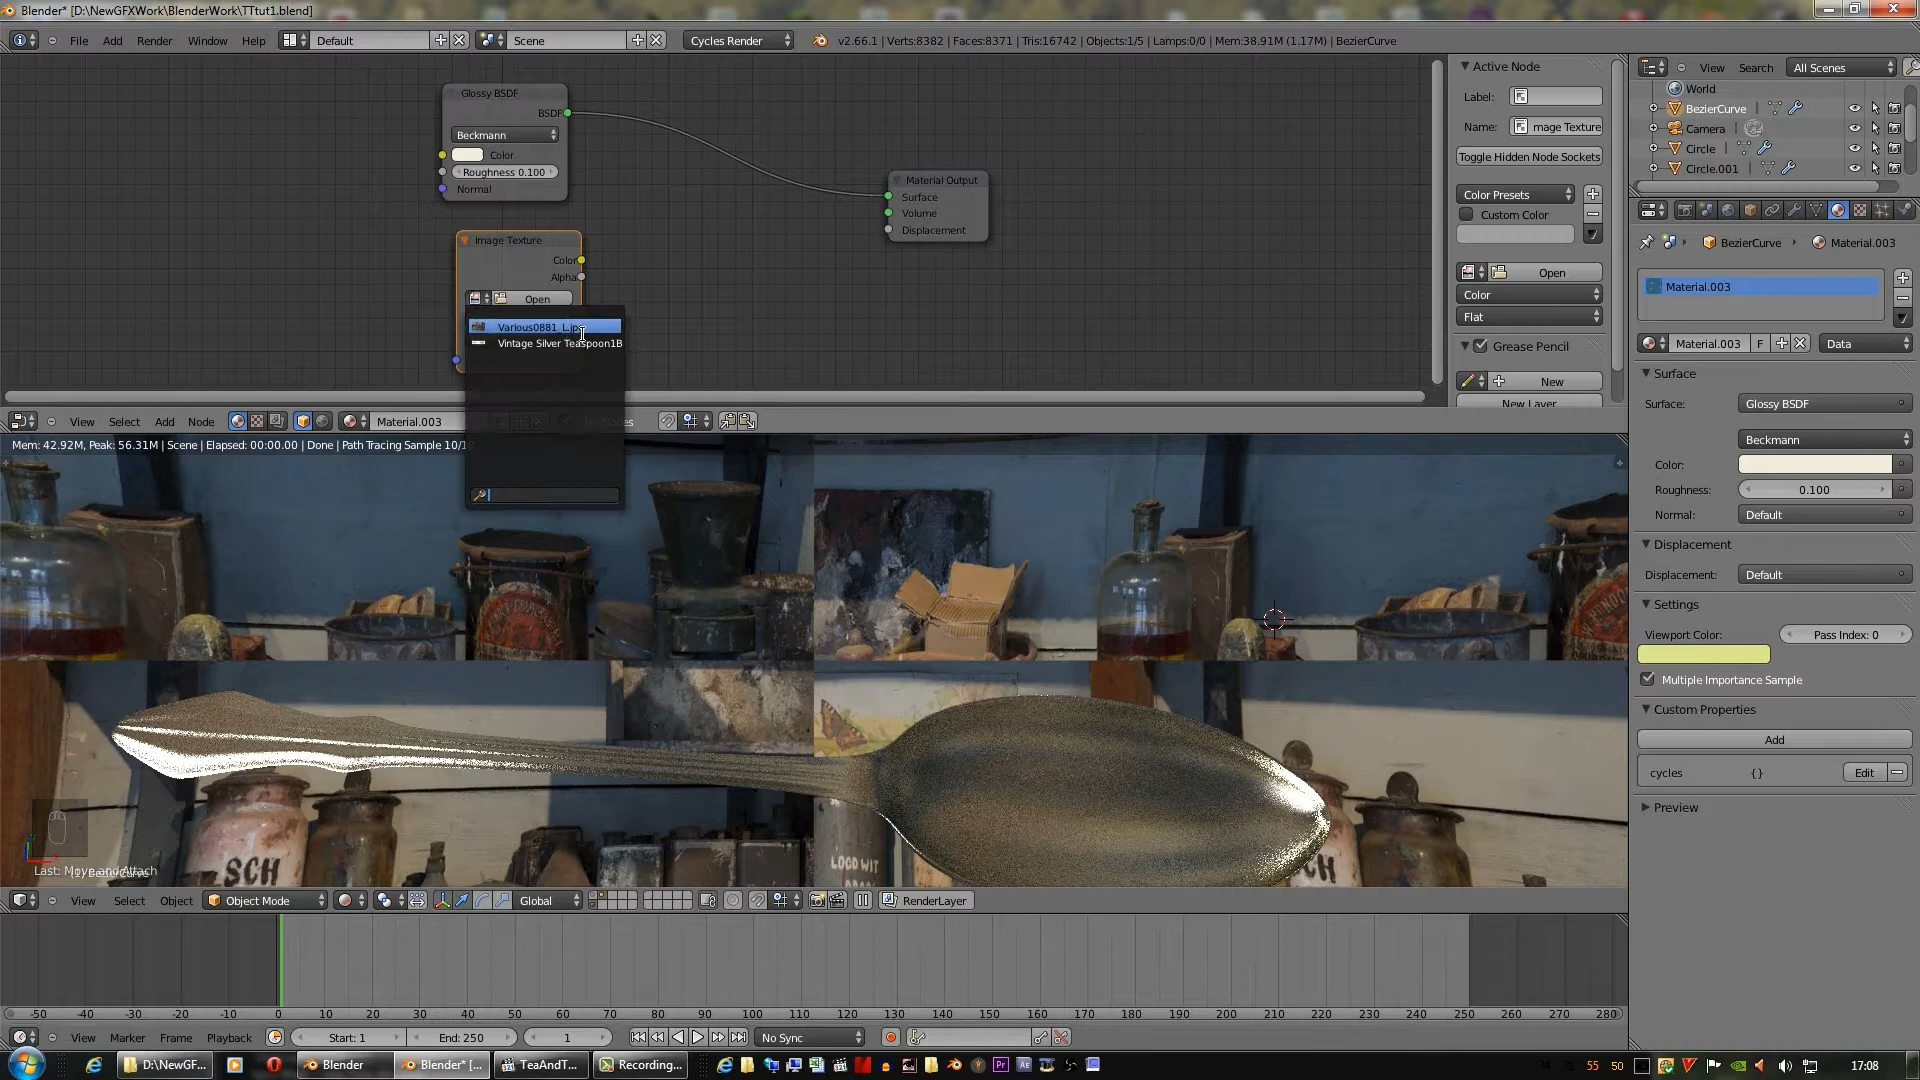 Blender* [D:\NewGFXWork\BlenderWork\TTtut1.blend]
File Add Render Window Help Default Scene Cycles Render v2.66.1 | Verts:8382 | Faces:8371 | Tris:16742 | Objects:1/5 | Lamps:0/0 | Mem:38.91M (1.17M) | BezierCurve
Glossy BSDF
BSDF
Beckmann
Color
Roughness 0.100
Normal
Image Texture
Color
Alpha
Open
Various0881_L.jpg
Vintage Silver Teaspoon1B
Material Output
Surface
Volume
Displacement
Active Node
Label:
Name: mage Texture
Toggle Hidden Node Sockets
Color Presets
Custom Color
Open
Color
Flat
Grease Pencil
New
New Layer
View Search All Scenes
World
BezierCurve
Camera
Circle
Circle.001
BezierCurve Material.003
Material.003
Material.003 F Data
Surface
Surface: Glossy BSDF
Beckmann
Color:
Roughness: 0.100
Normal: Default
Displacement
Displacement: Default
Settings
Viewport Color: Pass Index: 0
Multiple Importance Sample
Custom Properties
Add
cycles {} Edit
Preview
View Select Add Node Material.003
Mem: 42.92M, Peak: 56.31M | Scene | Elapsed: 00:00.00 | Done | Path Tracing Sample 10/10
SCH
SCH
LOOD WIT
Last: Move and Attach
View Select Object Object Mode Global RenderLayer
-50 -40 -30 -20 -10 0 10 20 30 40 50 60 70 80 90 100 110 120 130 140 150 160 170 180 190 200 210 220 230 240 250 260 270 280
View Marker Frame Playback Start: 1 End: 250 1 No Sync
D:\NewGF... Blender Blender* [... TeaAndT... Recording... Pr Ae 55 50 17:08